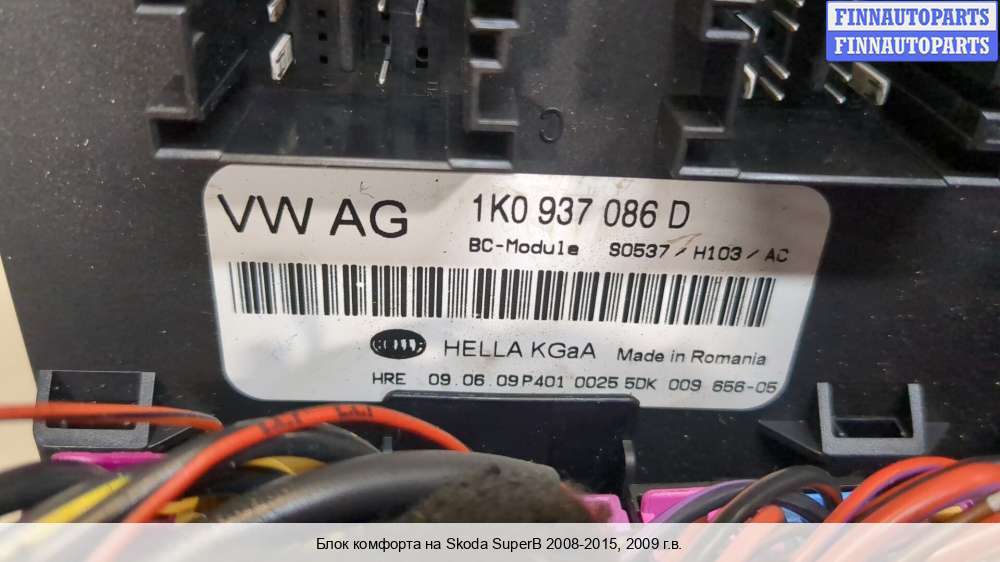 FINNAUTOPARTS
FINNAUTOPARTS
VW AG 1K0 937 086 D
BC-Module S0537/H103/AC
HELLA
HELLA KGaA Made in Romania
HRE 09.06.09P401 0025 5DK 009 656-05
Блок комфорта на Skoda SuperB 2008-2015, 2009 г.в.